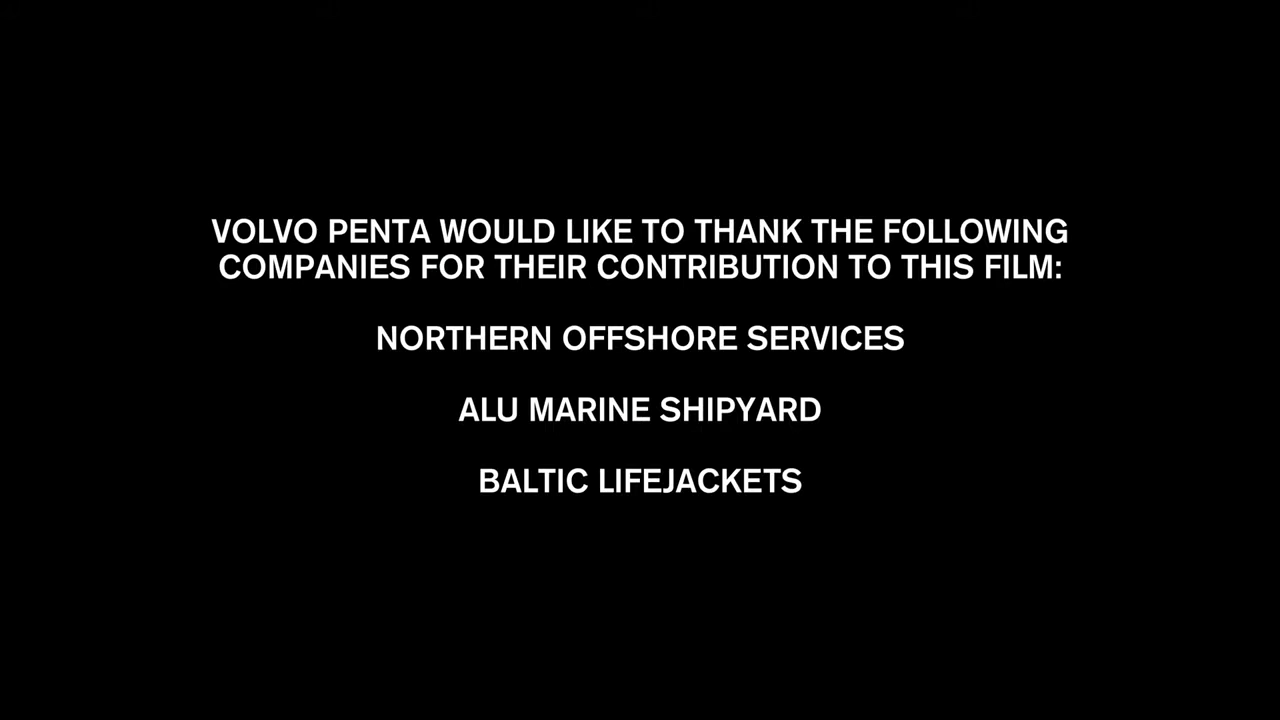 VOLVO PENTA WOULD LIKE TO THANK THE FOLLOWING
COMPANIES FOR THEIR CONTRIBUTION TO THIS FILM:
NORTHERN OFFSHORE SERVICES
ALU MARINE SHIPYARD
BALTIC LIFEJACKETS